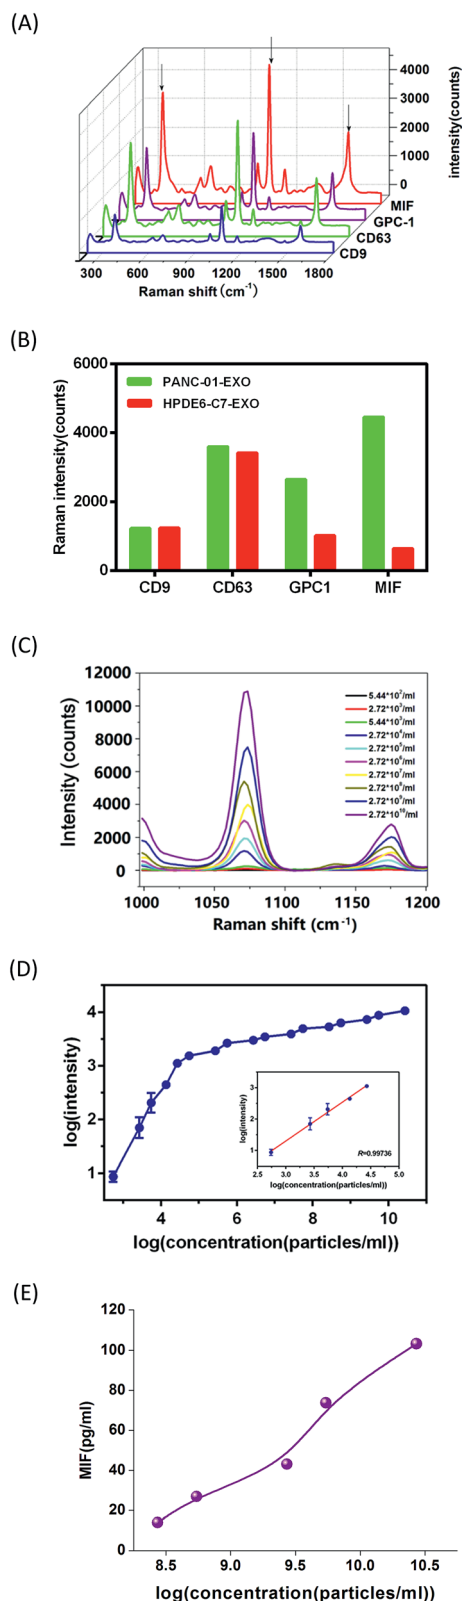 (A)
4000
3000
2000
1000
0
intensity(counts)
MIF
GPC-1
CD63
CD9
300 600 900 1200 1500 1800
Raman shift (cm⁻¹)
(B)
6000
4000
2000
0
Raman intensity(counts)
PANC-01-EXO
HPDE6-C7-EXO
CD9 CD63 GPC1 MIF
(C)
12000
10000
8000
6000
4000
2000
0
Intensity (counts)
5.44*10²/ml
2.72*10³/ml
5.44*10³/ml
2.72*10⁴/ml
2.72*10⁵/ml
2.72*10⁶/ml
2.72*10⁷/ml
2.72*10⁸/ml
2.72*10⁹/ml
2.72*10¹⁰/ml
1000 1050 1100 1150 1200
Raman shift (cm⁻¹)
(D)
4
3
2
1
log(intensity)
3
2
1
log(intensity)
R=0.99736
2.5 3.0 3.5 4.0 4.5 5.0
log(concentration(particles/ml))
4 6 8 10
log(concentration(particles/ml))
(E)
120
100
80
60
40
20
0
MIF(pg/ml)
8.5 9.0 9.5 10.0 10.5
log(concentration(particles/ml))